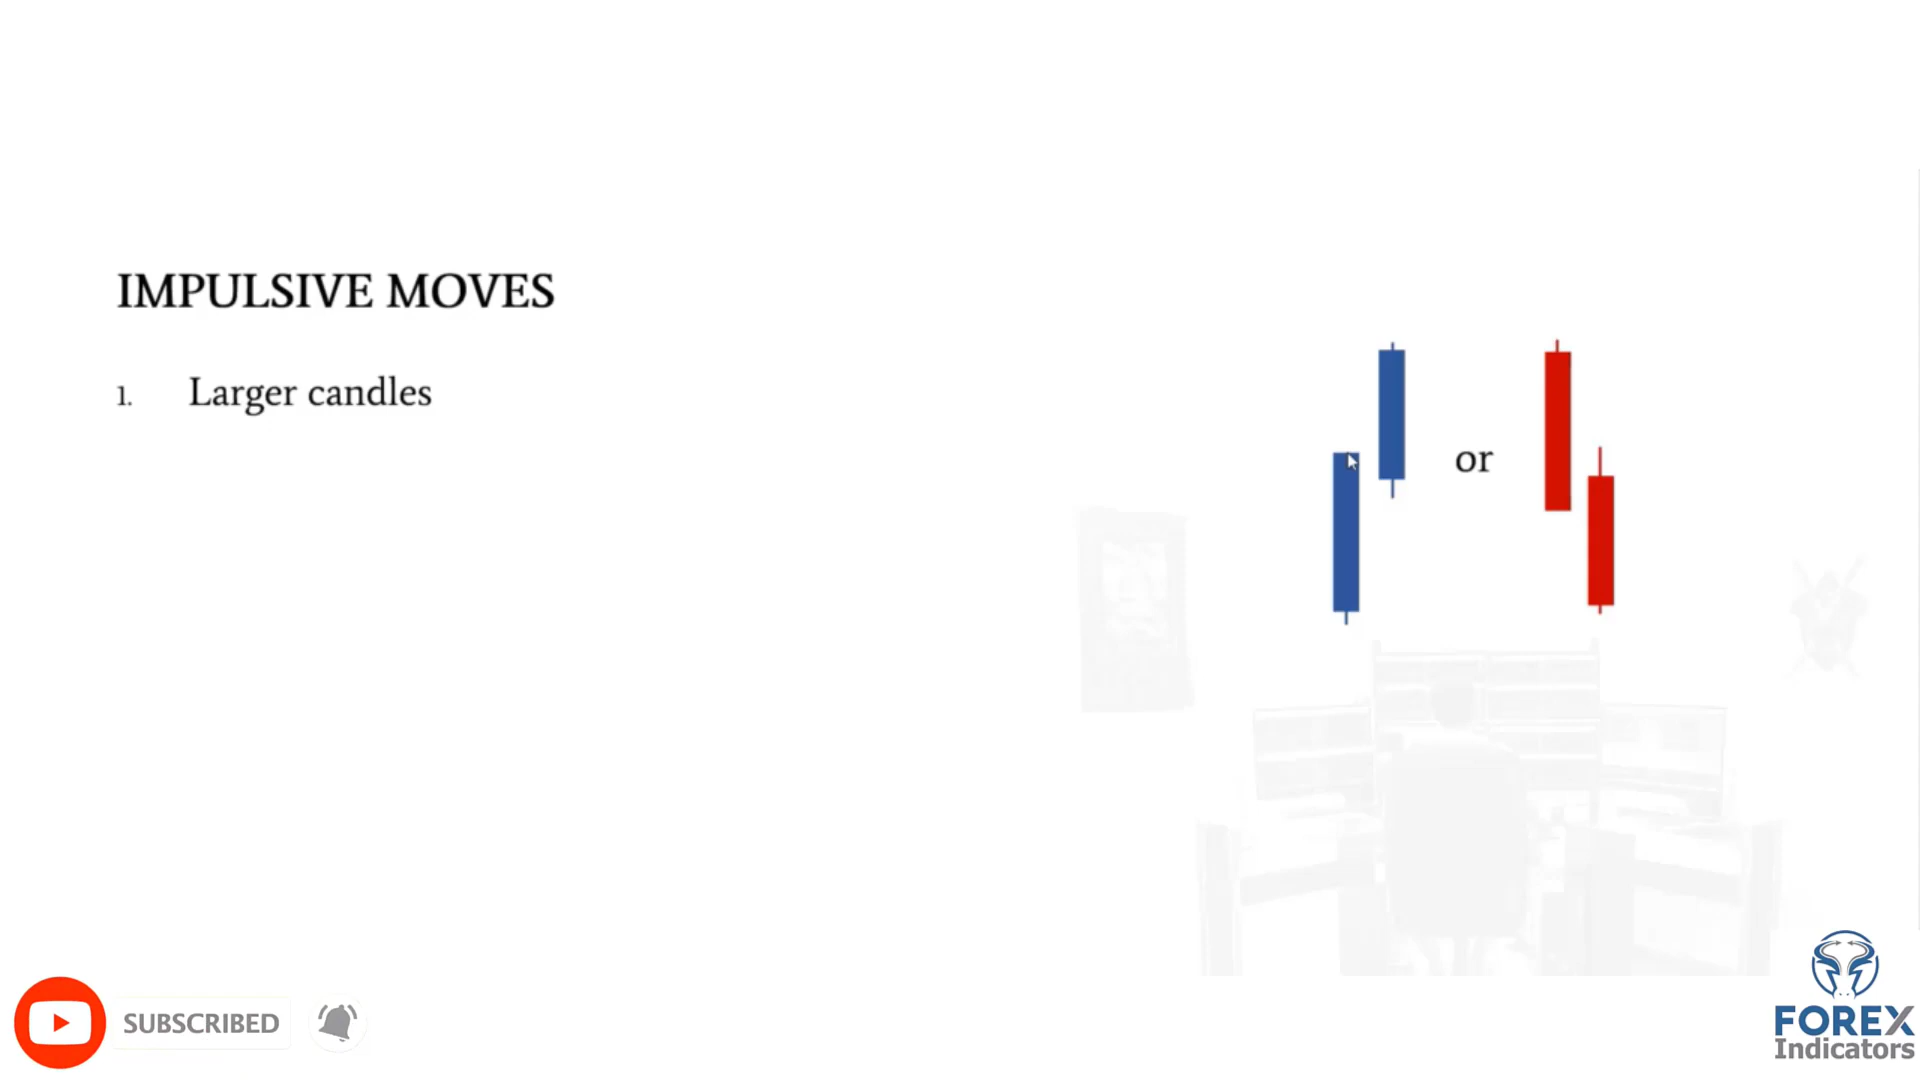 IMPULSIVE MOVES
1. Larger candles
or
SUBSCRIBED
FOREX
Indicators